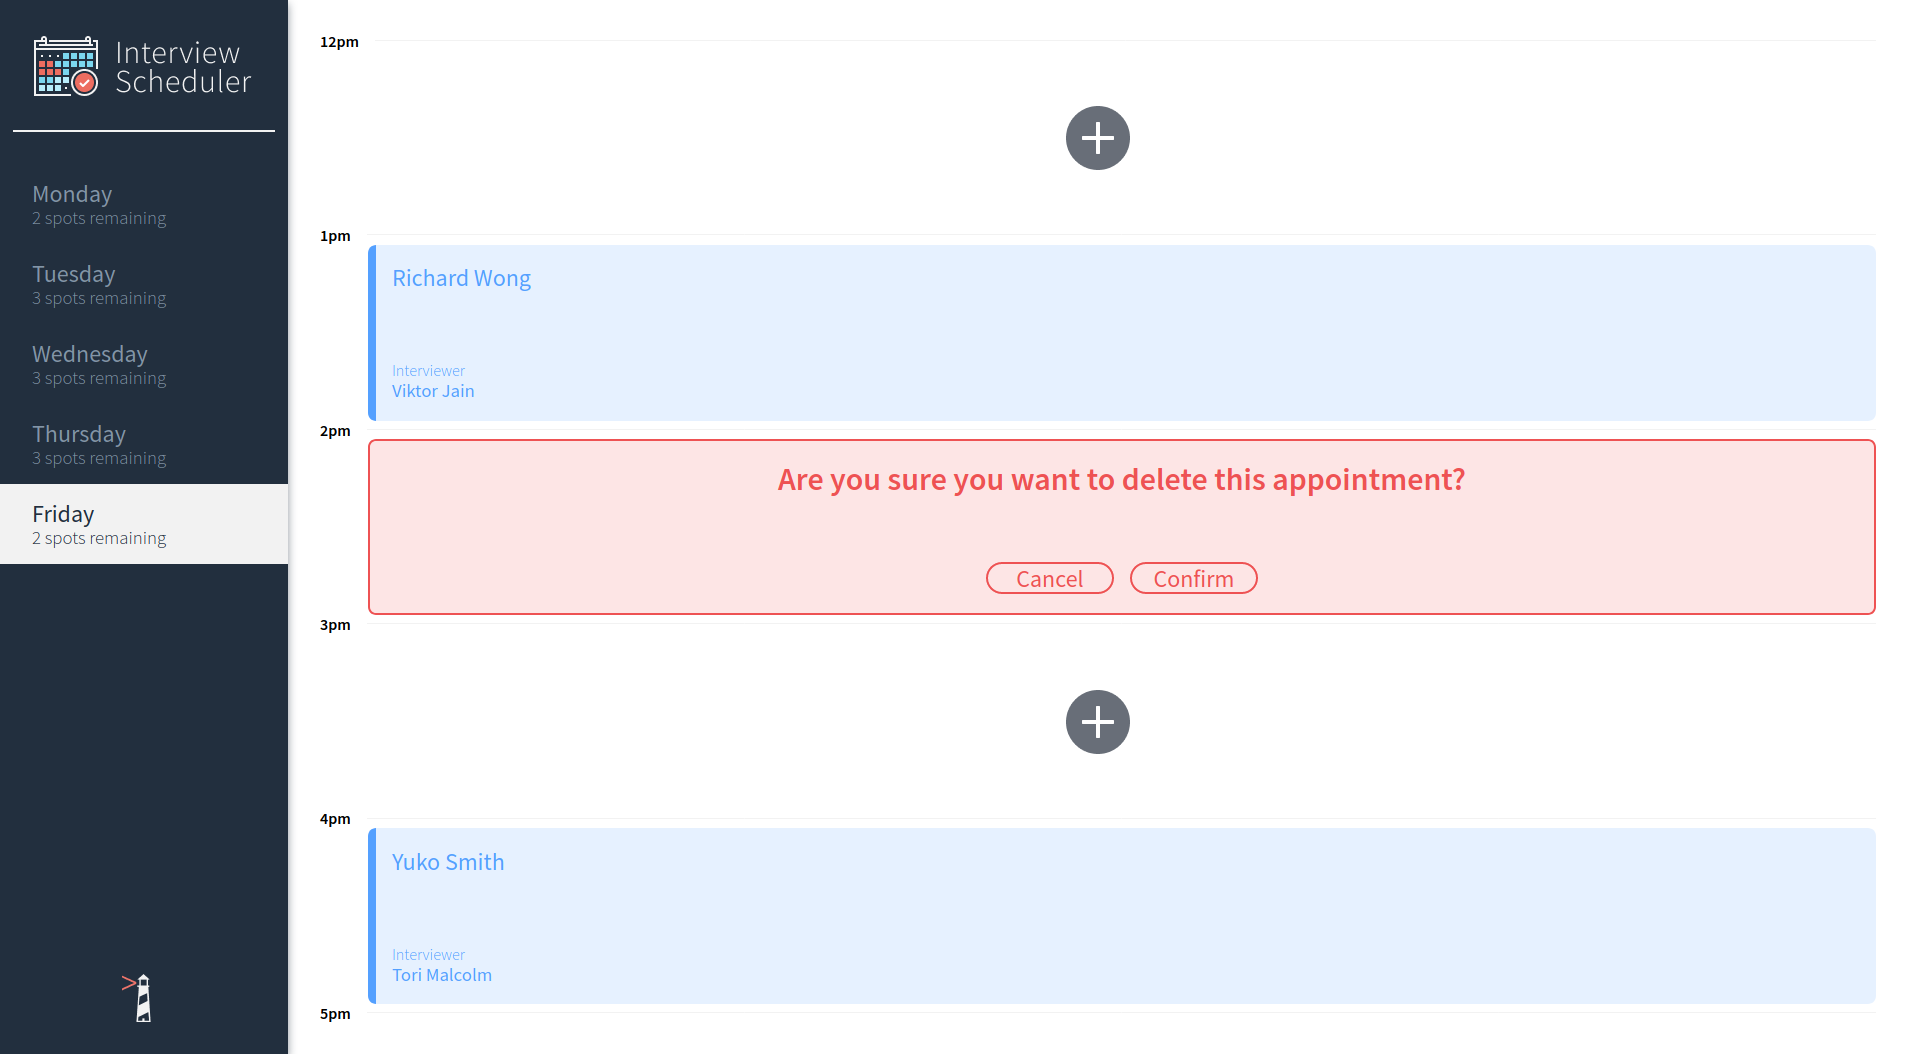 Interview
Scheduler
Monday
2 spots remaining
Tuesday
3 spots remaining
Wednesday
3 spots remaining
Thursday
3 spots remaining
Friday
2 spots remaining
12pm
1pm
Richard Wong
Interviewer
Viktor Jain
2pm
Are you sure you want to delete this appointment?
Cancel Confirm
3pm
4pm
Yuko Smith
Interviewer
Tori Malcolm
5pm